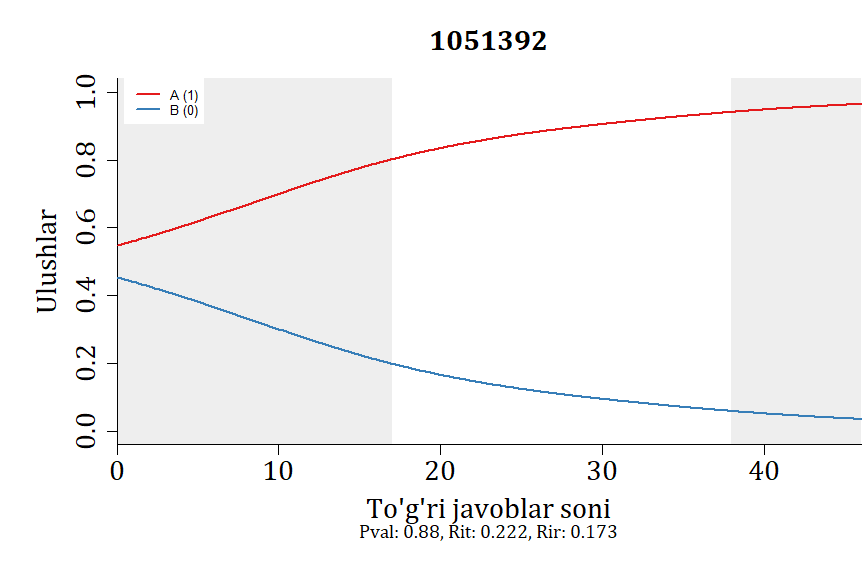 1051392
A (1)
B (0)
Ulushlar
1.0
0.8
0.6
0.4
0.2
0.0
0 10 20 30 40
To'g'ri javoblar soni
Pval: 0.88, Rit: 0.222, Rir: 0.173